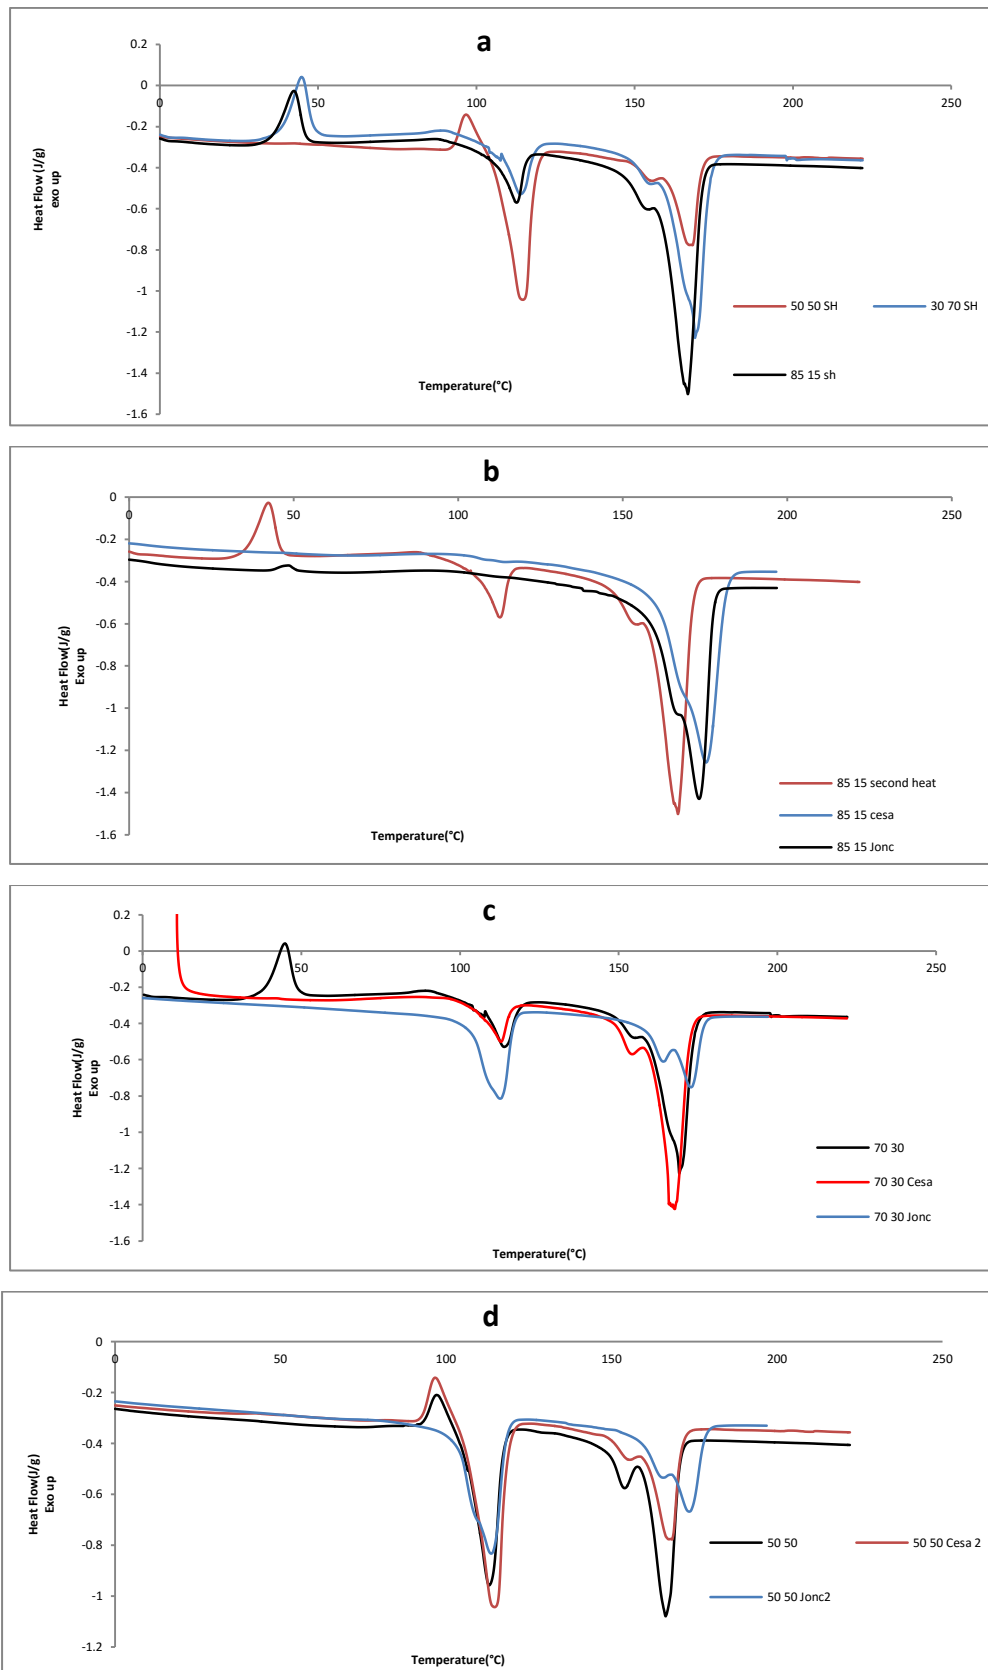 a
0.2
0
-0.2
-0.4
-0.6
-0.8
-1
-1.2
-1.4
-1.6
0
50
100
150
200
250
Heat Flow (J/g)
exo up
Temperature(°C)
50 50 SH
30 70 SH
85 15 sh
b
0
-0.2
-0.4
-0.6
-0.8
-1
-1.2
-1.4
-1.6
0
50
100
150
200
250
Heat Flow(J/g)
Exo up
Temperature(°C)
85 15 second heat
85 15 cesa
85 15 Jonc
c
0.2
0
-0.2
-0.4
-0.6
-0.8
-1
-1.2
-1.4
-1.6
0
50
100
150
200
250
Heat Flow(J/g)
Exo up
Temperature(°C)
70 30
70 30 Cesa
70 30 Jonc
d
0
-0.2
-0.4
-0.6
-0.8
-1
-1.2
0
50
100
150
200
250
Heat Flow(J/g)
Exo up
Temperature(°C)
50 50
50 50 Cesa 2
50 50 Jonc2